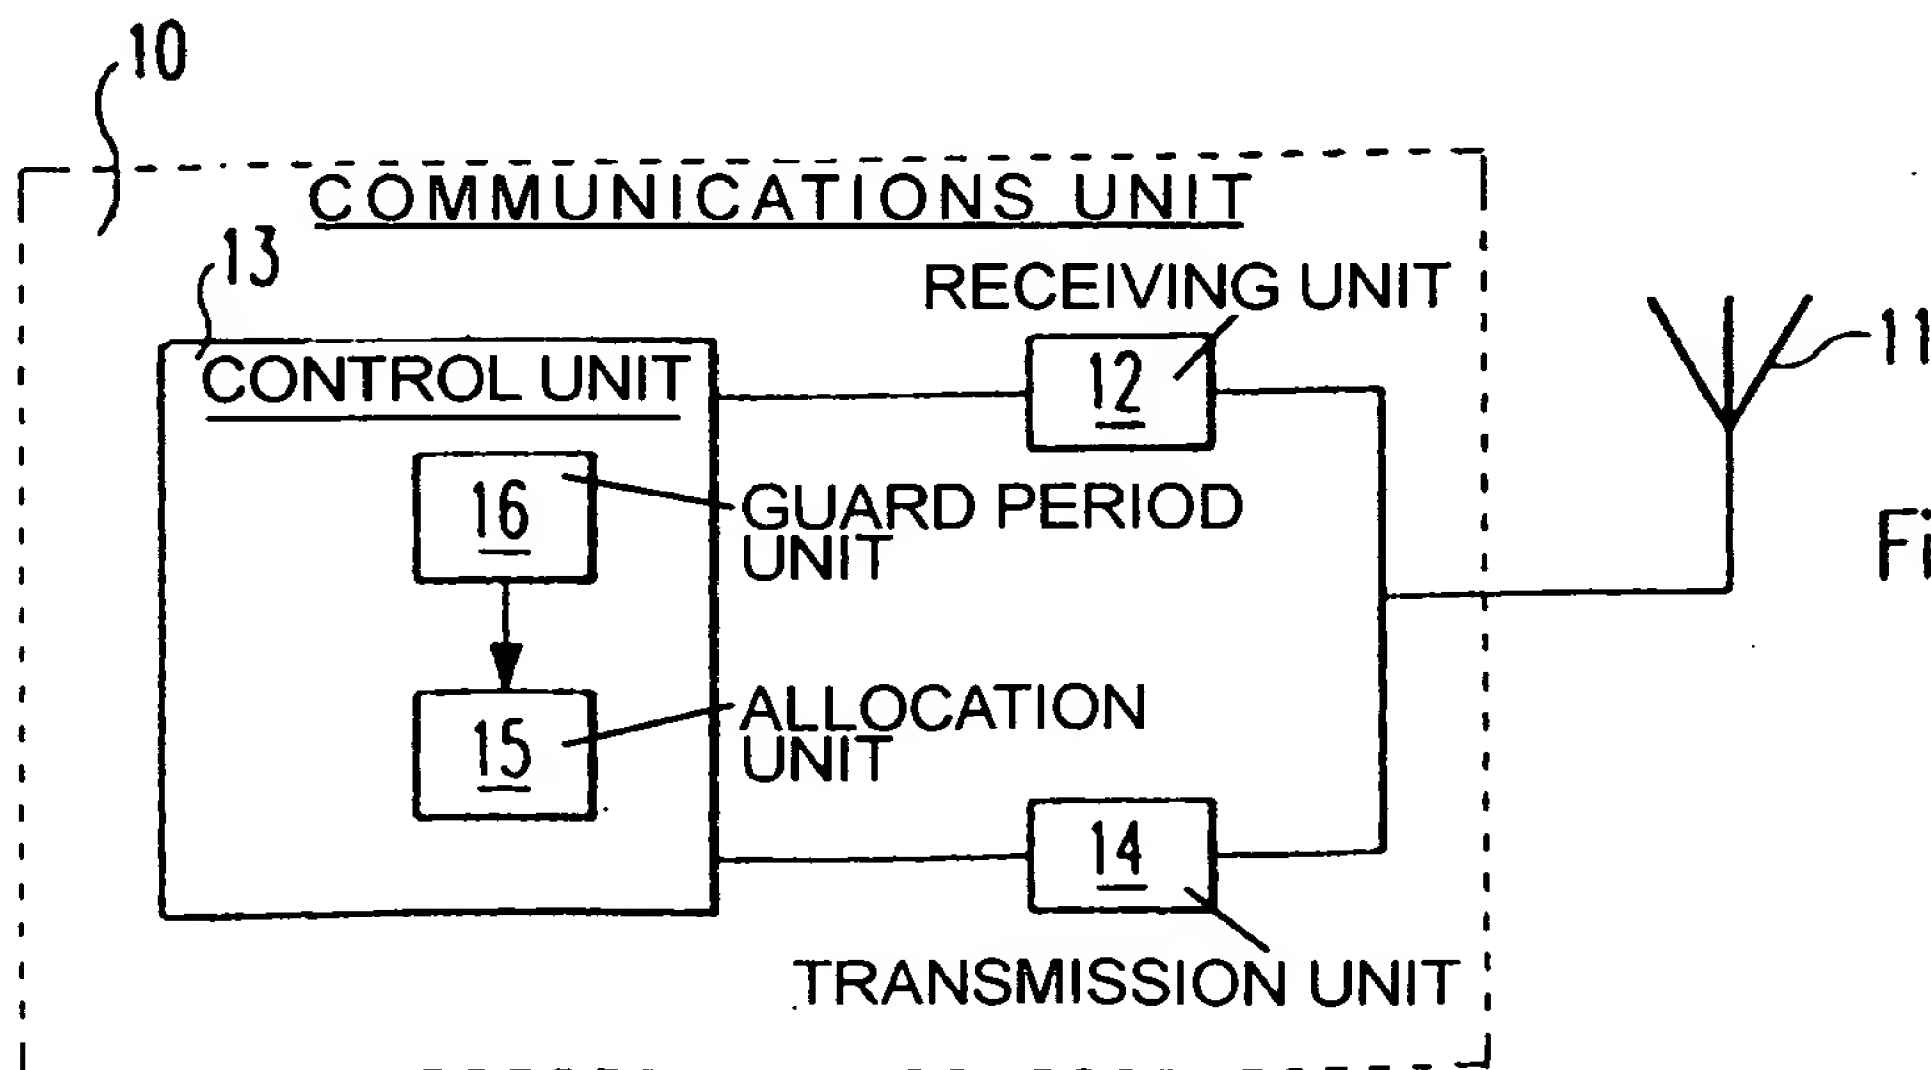 10
COMMUNICATIONS UNIT
13
RECEIVING UNIT
CONTROL UNIT
12
11
16
GUARD PERIOD
UNIT
Fi
15
ALLOCATION
UNIT
14
TRANSMISSION UNIT